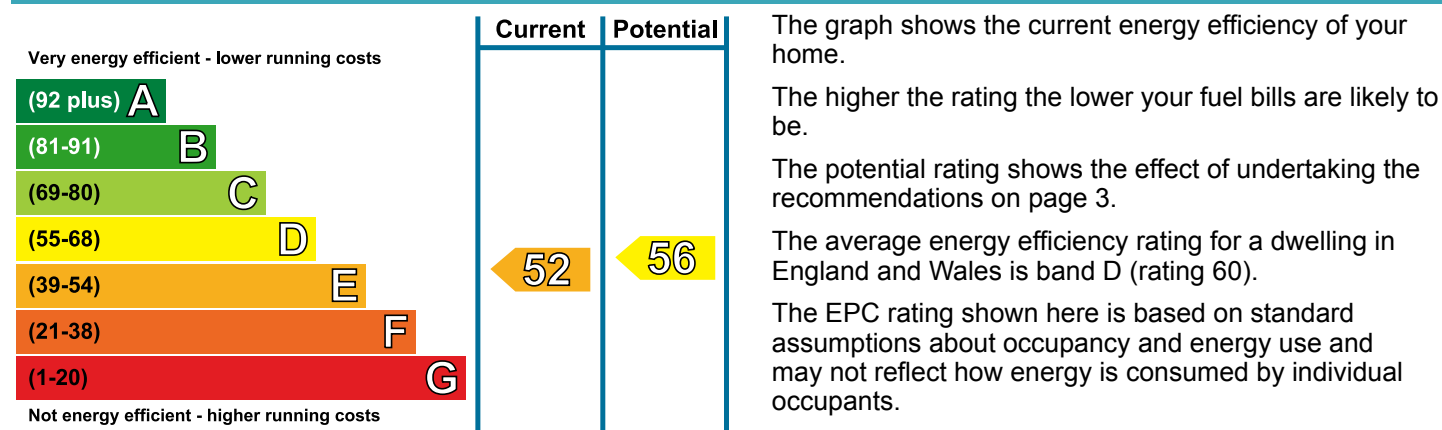 Current Potential
Very energy efficient - lower running costs
(92 plus) A
(81-91) B
(69-80) C
(55-68) D
(39-54) E
(21-38) F
(1-20) G
Not energy efficient - higher running costs
52
56
The graph shows the current energy efficiency of your
home.
The higher the rating the lower your fuel bills are likely to
be.
The potential rating shows the effect of undertaking the
recommendations on page 3.
The average energy efficiency rating for a dwelling in
England and Wales is band D (rating 60).
The EPC rating shown here is based on standard
assumptions about occupancy and energy use and
may not reflect how energy is consumed by individual
occupants.